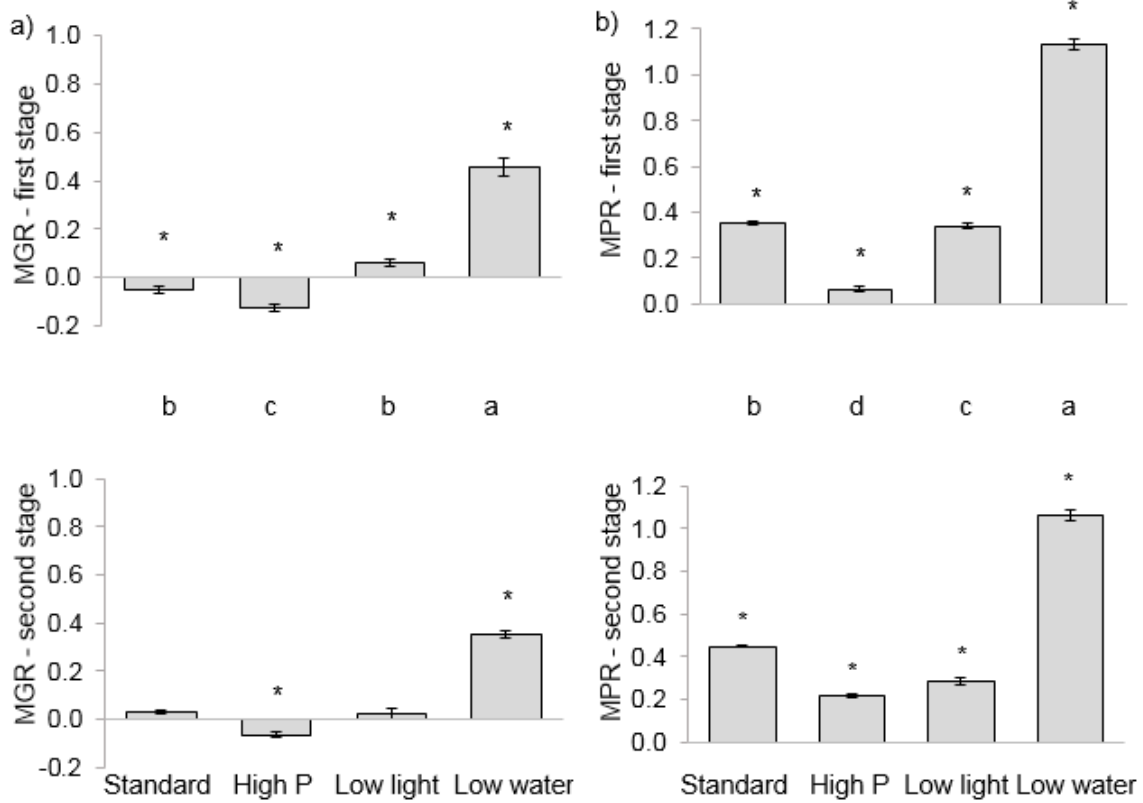 a)
MGR - first stage
1.0
0.8
0.6
0.4
0.2
0.0
-0.2
* * * *
b c b a
b)
MPR - first stage
1.2
1.0
0.8
0.6
0.4
0.2
0.0
* * * *
b d c a
MGR - second stage
1.0
0.8
0.6
0.4
0.2
0.0
-0.2
* *
Standard High P Low light Low water
MPR - second stage
1.2
1.0
0.8
0.6
0.4
0.2
0.0
* * * *
Standard High P Low light Low water